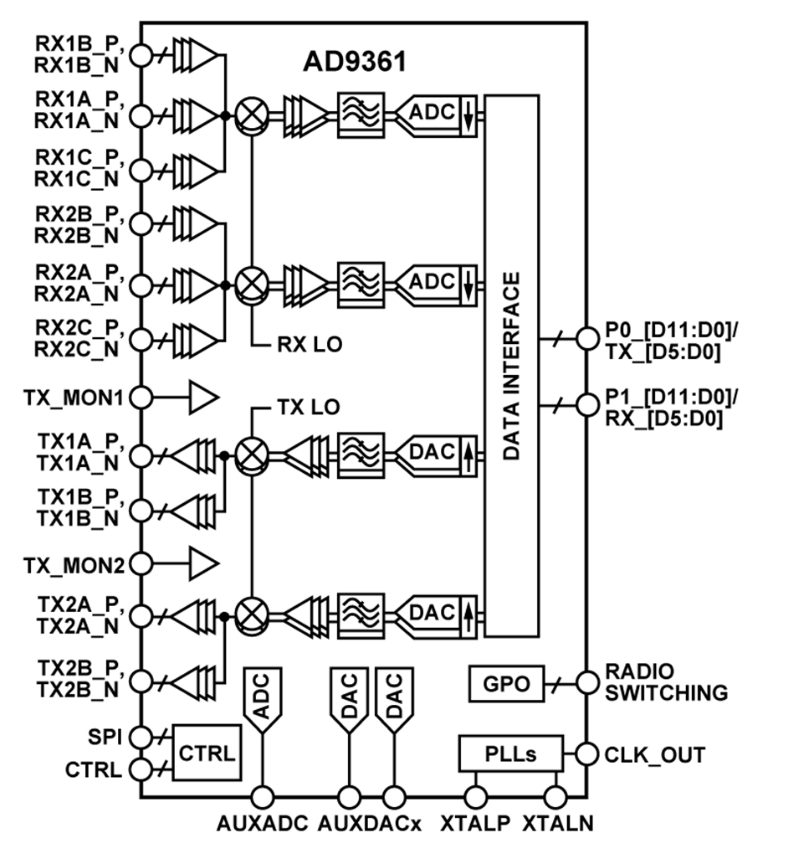 AD9361
RX1B_P,
RX1B_N
RX1A_P,
RX1A_N
ADC
RX1C_P,
RX1C_N
RX2B_P,
RX2B_N
RX2A_P,
RX2A_N
ADC
RX2C_P,
RX2C_N
RX LO
DATA INTERFACE
P0_[D11:D0]/
TX_[D5:D0]
P1_[D11:D0]/
RX_[D5:D0]
TX_MON1
TX LO
TX1A_P,
TX1A_N
DAC
TX1B_P,
TX1B_N
TX_MON2
TX2A_P,
TX2A_N
DAC
TX2B_P,
TX2B_N
ADC
DAC
DAC
GPO
RADIO
SWITCHING
SPI
CTRL
CTRL
PLLs
CLK_OUT
AUXADC
AUXDACx
XTALP
XTALN